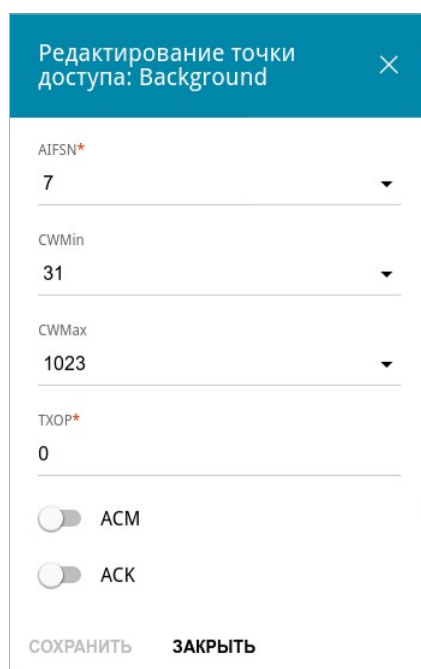 Редактирование точки
доступа: Background
AIFSN*
7
CWMin
31
CWMax
1023
TXOP*
0
ACM
ACK
СОХРАНИТЬ ЗАКРЫТЬ